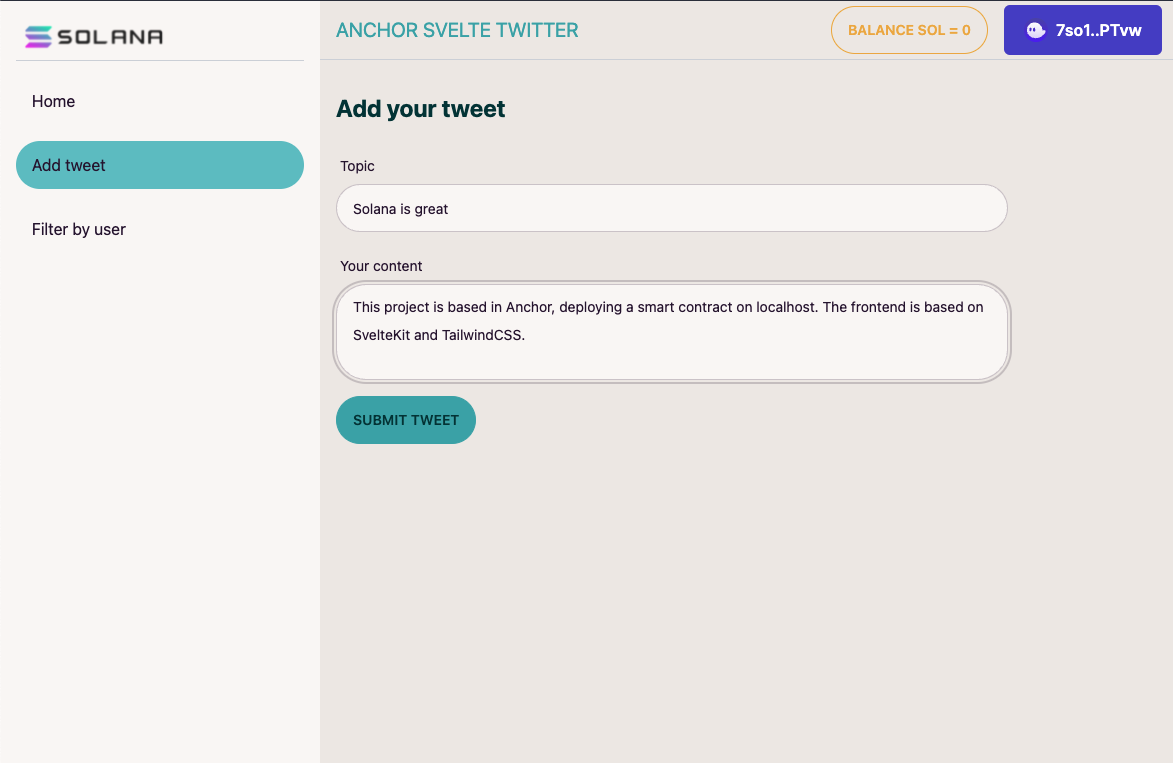 SOLANA
ANCHOR SVELTE TWITTER
BALANCE SOL = 0
7so1..PTvw
Home
Add tweet
Filter by user
Add your tweet
Topic
Solana is great
Your content
This project is based in Anchor, deploying a smart contract on localhost. The frontend is based on
SvelteKit and TailwindCSS.
SUBMIT TWEET